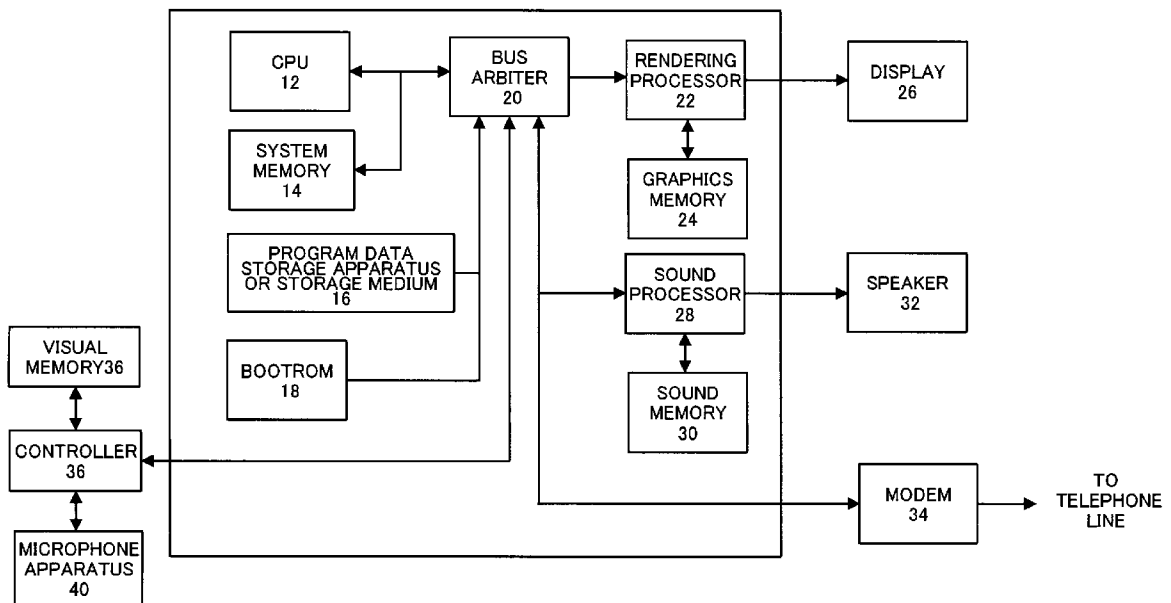 CPU
12
BUS
ARBITER
20
RENDERING
PROCESSOR
22
DISPLAY
26
SYSTEM
MEMORY
14
GRAPHICS
MEMORY
24
PROGRAM DATA
STORAGE APPARATUS
OR STORAGE MEDIUM
16
SOUND
PROCESSOR
28
SPEAKER
32
VISUAL
MEMORY36
BOOTROM
18
SOUND
MEMORY
30
CONTROLLER
36
MODEM
34
TO
TELEPHONE
LINE
MICROPHONE
APPARATUS
40